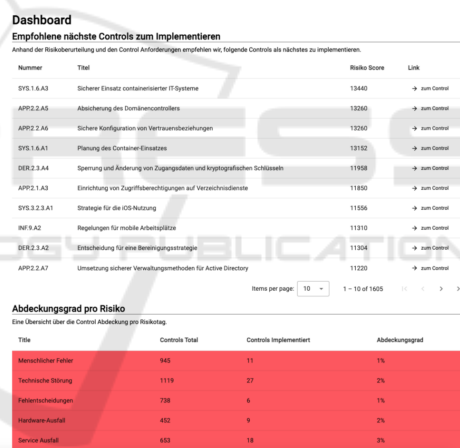 Dashboard
Empfohlene nächste Controls zum Implementieren
Anhand der Risikobeurteilung und den Control Anforderungen empfehlen wir, folgende Controls als nächstes zu implementieren.
Nummer Titel Risiko Score Link
SYS.1.6.A3 Sicherer Einsatz containerisierter IT-Systeme 13440 → zum Control
APP.2.2.A5 Absicherung des Domänencontrollers 13260 → zum Control
APP.2.2.A6 Sichere Konfiguration von Vertrauensbeziehungen 13260 → zum Control
SYS.1.6.A1 Planung des Container-Einsatzes 13152 → zum Control
DER.2.3.A4 Sperrung und Änderung von Zugangsdaten und kryptografischen Schlüsseln 11958 → zum Control
APP.2.1.A3 Einrichtung von Zugriffsberechtigungen auf Verzeichnisdienste 11850 → zum Control
SYS.3.2.3.A1 Strategie für die iOS-Nutzung 11556 → zum Control
INF.9.A2 Regelungen für mobile Arbeitsplätze 11310 → zum Control
DER.2.3.A2 Entscheidung für eine Bereinigungsstrategie 11304 → zum Control
APP.2.2.A7 Umsetzung sicherer Verwaltungsmethoden für Active Directory 11220 → zum Control
Items per page: 10 1 – 10 of 1605
Abdeckungsgrad pro Risiko
Eine Übersicht über die Control Abdeckung pro Risikotag.
Title Controls Total Controls Implementiert Abdeckungsgrad
Menschlicher Fehler 945 11 1%
Technische Störung 1119 27 2%
Fehlentscheidungen 738 6 1%
Hardware-Ausfall 452 9 2%
Service Ausfall 653 18 3%